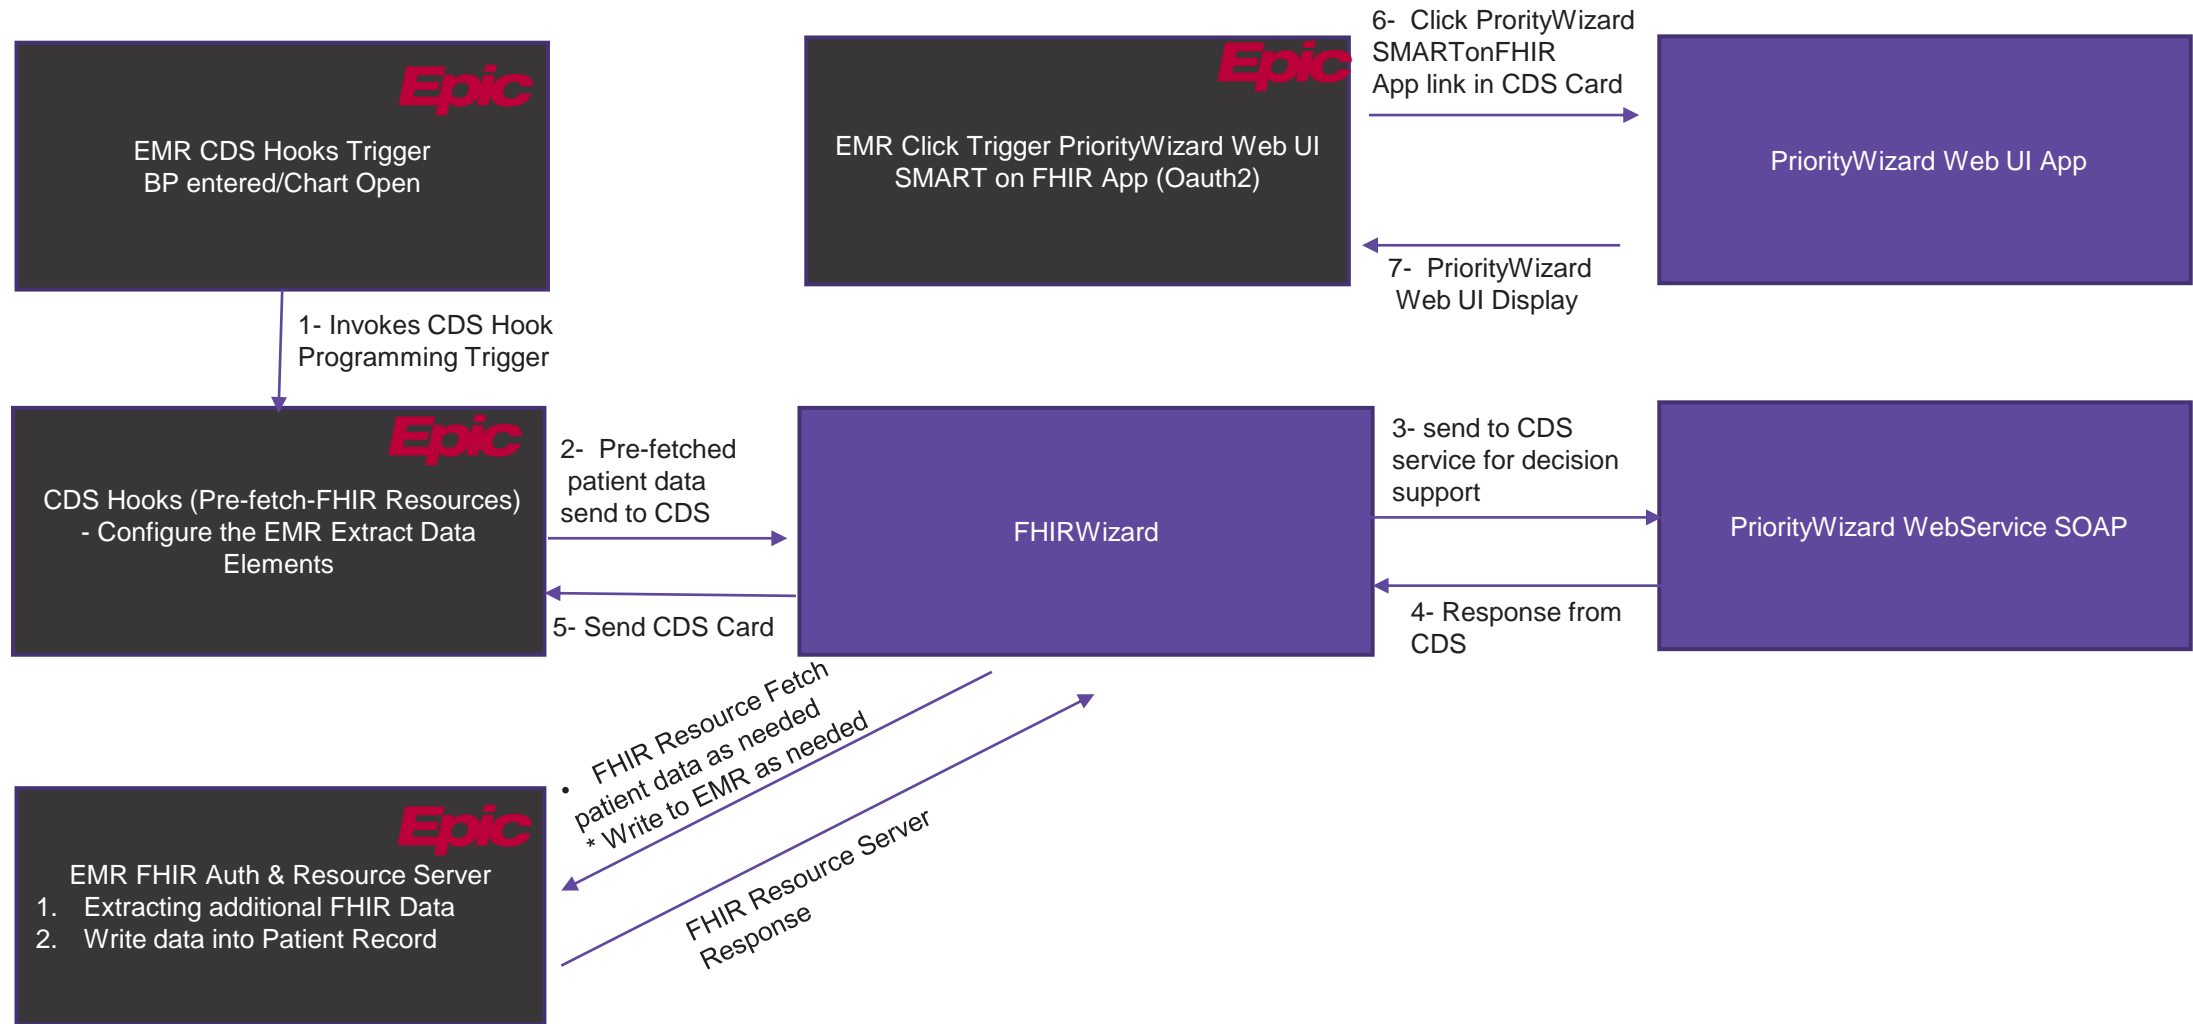 Epic
EMR CDS Hooks Trigger
BP entered/Chart Open
Epic
EMR Click Trigger PriorityWizard Web UI
SMART on FHIR App (Oauth2)
6- Click ProrityWizard
SMARTonFHIR
App link in CDS Card
PriorityWizard Web UI App
7- PriorityWizard
Web UI Display
1- Invokes CDS Hook
Programming Trigger
Epic
CDS Hooks (Pre-fetch-FHIR Resources)
- Configure the EMR Extract Data
Elements
2- Pre-fetched
patient data
send to CDS
FHIRWizard
3- send to CDS
service for decision
support
PriorityWizard WebService SOAP
5- Send CDS Card
4- Response from
CDS
• FHIR Resource Fetch
patient data as needed
* Write to EMR as needed
FHIR Resource Server
Response
Epic
EMR FHIR Auth & Resource Server
1. Extracting additional FHIR Data
2. Write data into Patient Record